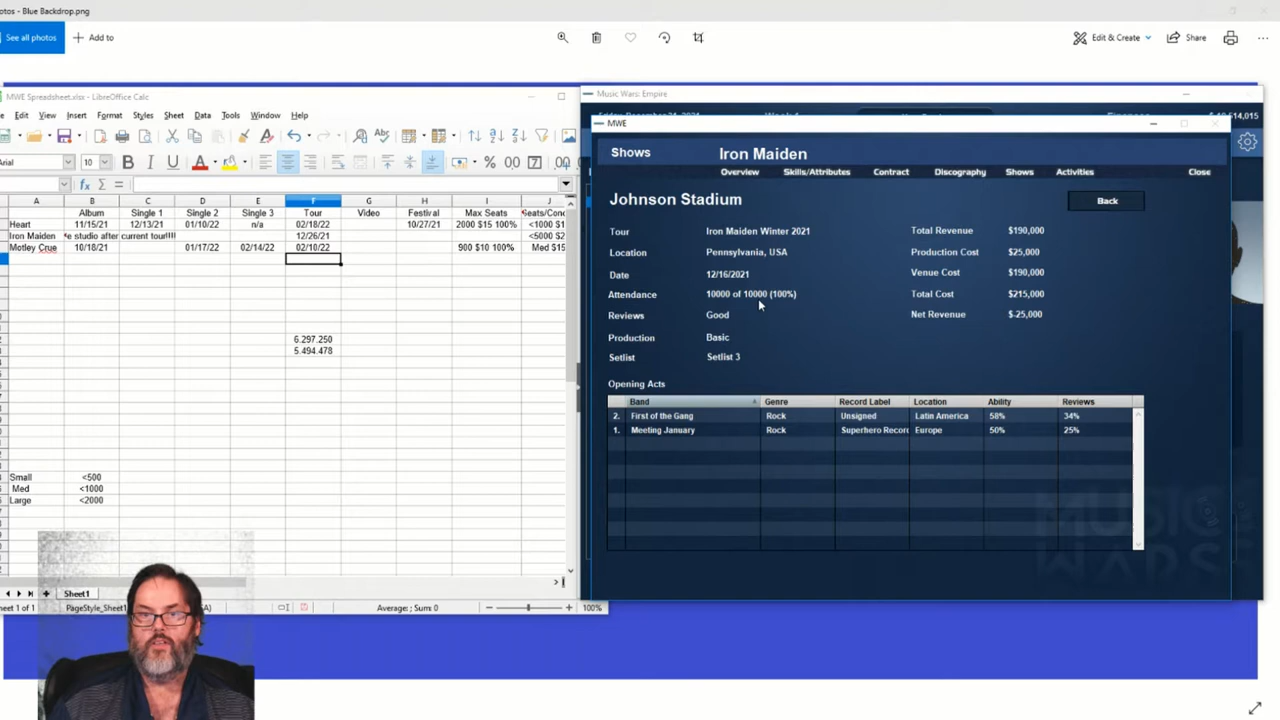 otos - Blue Backdrop.png
See all photos
Add to
Edit & Create
Share
MWE Spreadsheet.xlsx - LibreOffice Calc
Edit View Insert Format Styles Sheet Data Tools Window Help
Arial 10
A B C D E F G H I J
Album Single 1 Single 2 Single 3 Tour Video Festival Max Seats Seats/Conc
Heart 11/15/21 12/13/21 01/10/22 n/a 02/18/22 10/27/21 2000 $15 100% <1000 $1
Iron Maiden e studio after current tour!!!! 12/26/21 <5000 $2
Motley Crue 10/18/21 01/17/22 02/14/22 02/10/22 900 $10 100% Med $15
6.297.250
5.494.478
Small <500
Med <1000
Large <2000
Sheet1
heet 1 of 1 PageStyle_Sheet1 Average: ; Sum: 0 100%
Music Wars: Empire
MWE
Shows Iron Maiden
Overview Skills/Attributes Contract Discography Shows Activities Close
Johnson Stadium Back
Tour Iron Maiden Winter 2021 Total Revenue $190,000
Location Pennsylvania, USA Production Cost $25,000
Date 12/16/2021 Venue Cost $190,000
Attendance 10000 of 10000 (100%) Total Cost $215,000
Reviews Good Net Revenue $-25,000
Production Basic
Setlist Setlist 3
Opening Acts
Band Genre Record Label Location Ability Reviews
2. First of the Gang Rock Unsigned Latin America 58% 34%
1. Meeting January Rock Superhero Recor Europe 50% 25%
MUSIC
WARS